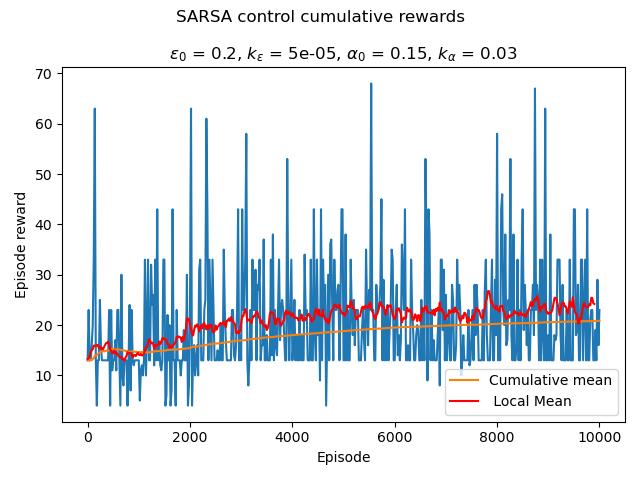 SARSA control cumulative rewards
ε₀ = 0.2, kε = 5e-05, α₀ = 0.15, kα = 0.03
70
60
50
40
30
20
10
Episode reward
0
2000
4000
6000
8000
10000
Episode
Cumulative mean
Local Mean